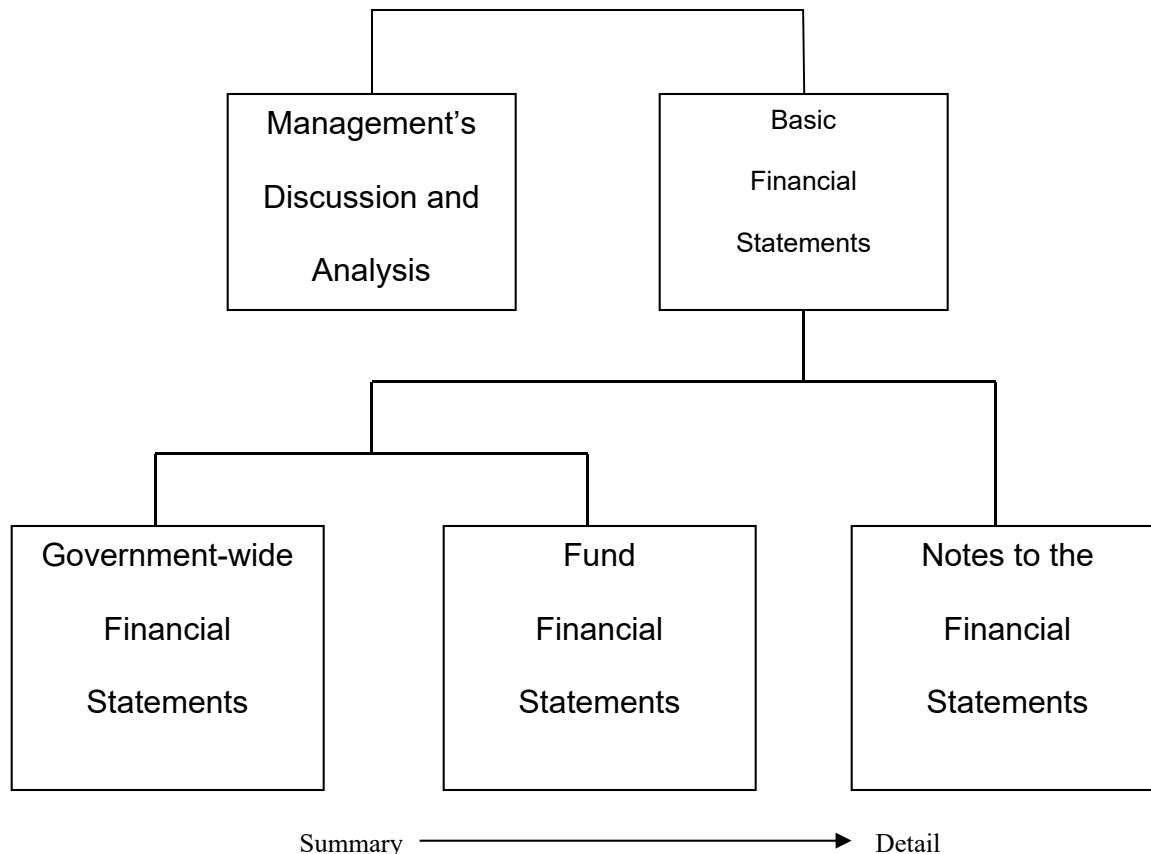 Management’s
Discussion and
Analysis
Basic
Financial
Statements
Government-wide
Financial
Statements
Fund
Financial
Statements
Notes to the
Financial
Statements
Summary
Detail